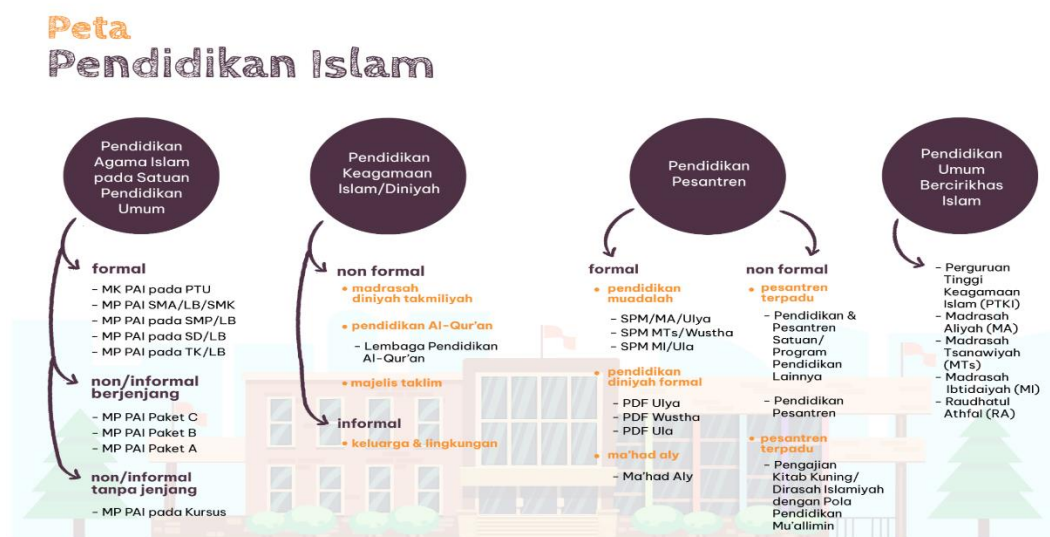 Peta
Pendidikan Islam
Pendidikan
Agama Islam
pada Satuan
Pendidikan
Umum
formal
- MK PAI pada PTU
- MP PAI SMA/LB/SMK
- MP PAI pada SMP/LB
- MP PAI pada SD/LB
- MP PAI pada TK/LB
non/informal
berjenjang
- MP PAI Paket C
- MP PAI Paket B
- MP PAI Paket A
non/informal
tanpa jenjang
- MP PAI pada Kursus
Pendidikan
Keagamaan
Islam/Diniyah
non formal
• madrasah
diniyah takmiliyah
• pendidikan Al-Qur'an
- Lembaga Pendidikan
Al-Qur'an
• majelis taklim
informal
• keluarga & lingkungan
Pendidikan
Pesantren
formal
• pendidikan
muadalah
- SPM/MA/Ulya
- SPM MTs/Wustha
- SPM MI/Ula
• pendidikan
diniyah formal
- PDF Ulya
- PDF Wustha
- PDF Ula
• ma'had aly
- Ma'had Aly
non formal
• pesantren
terpadu
- Pendidikan &
Pesantren
Satuan/
Program
Pendidikan
Lainnya
- Pendidikan
Pesantren
• pesantren
terpadu
- Pengajian
Kitab Kuning/
Dirasah Islamiyah
dengan Pola
Pendidikan
Mu'allimin
Pendidikan
Umum
Bercirikhas
Islam
- Perguruan
Tinggi
Keagamaan
Islam (PTKI)
- Madrasah
Aliyah (MA)
- Madrasah
Tsanawiyah
(MTs)
- Madrasah
Ibtidaiyah (MI)
- Raudhatul
Athfal (RA)